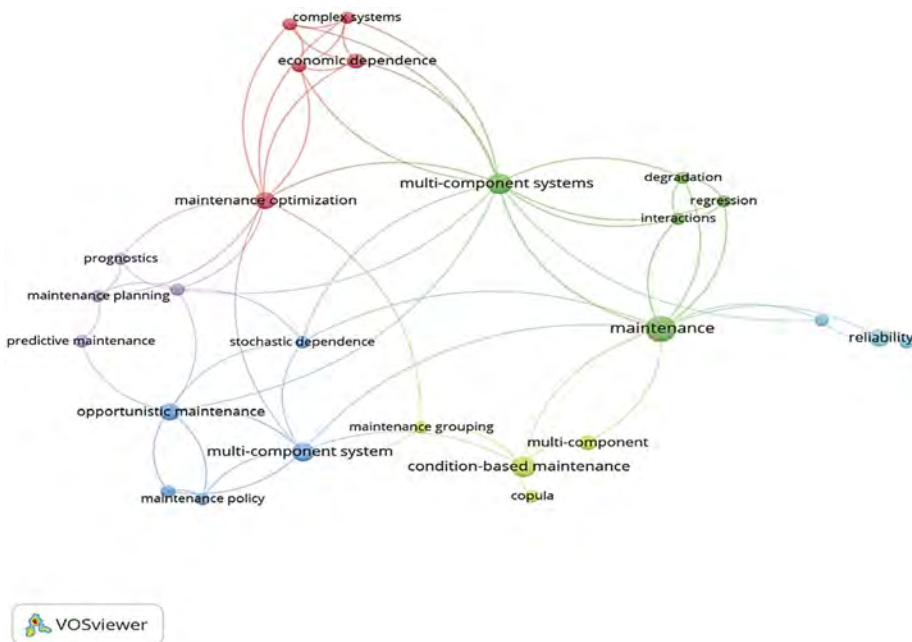 complex systems
economic dependence
multi-component systems
degradation
maintenance optimization
regression
interactions
prognostics
maintenance planning
maintenance
predictive maintenance
stochastic dependence
reliability
opportunistic maintenance
maintenance grouping
multi-component system
multi-component
condition-based maintenance
maintenance policy
copula
VOSviewer